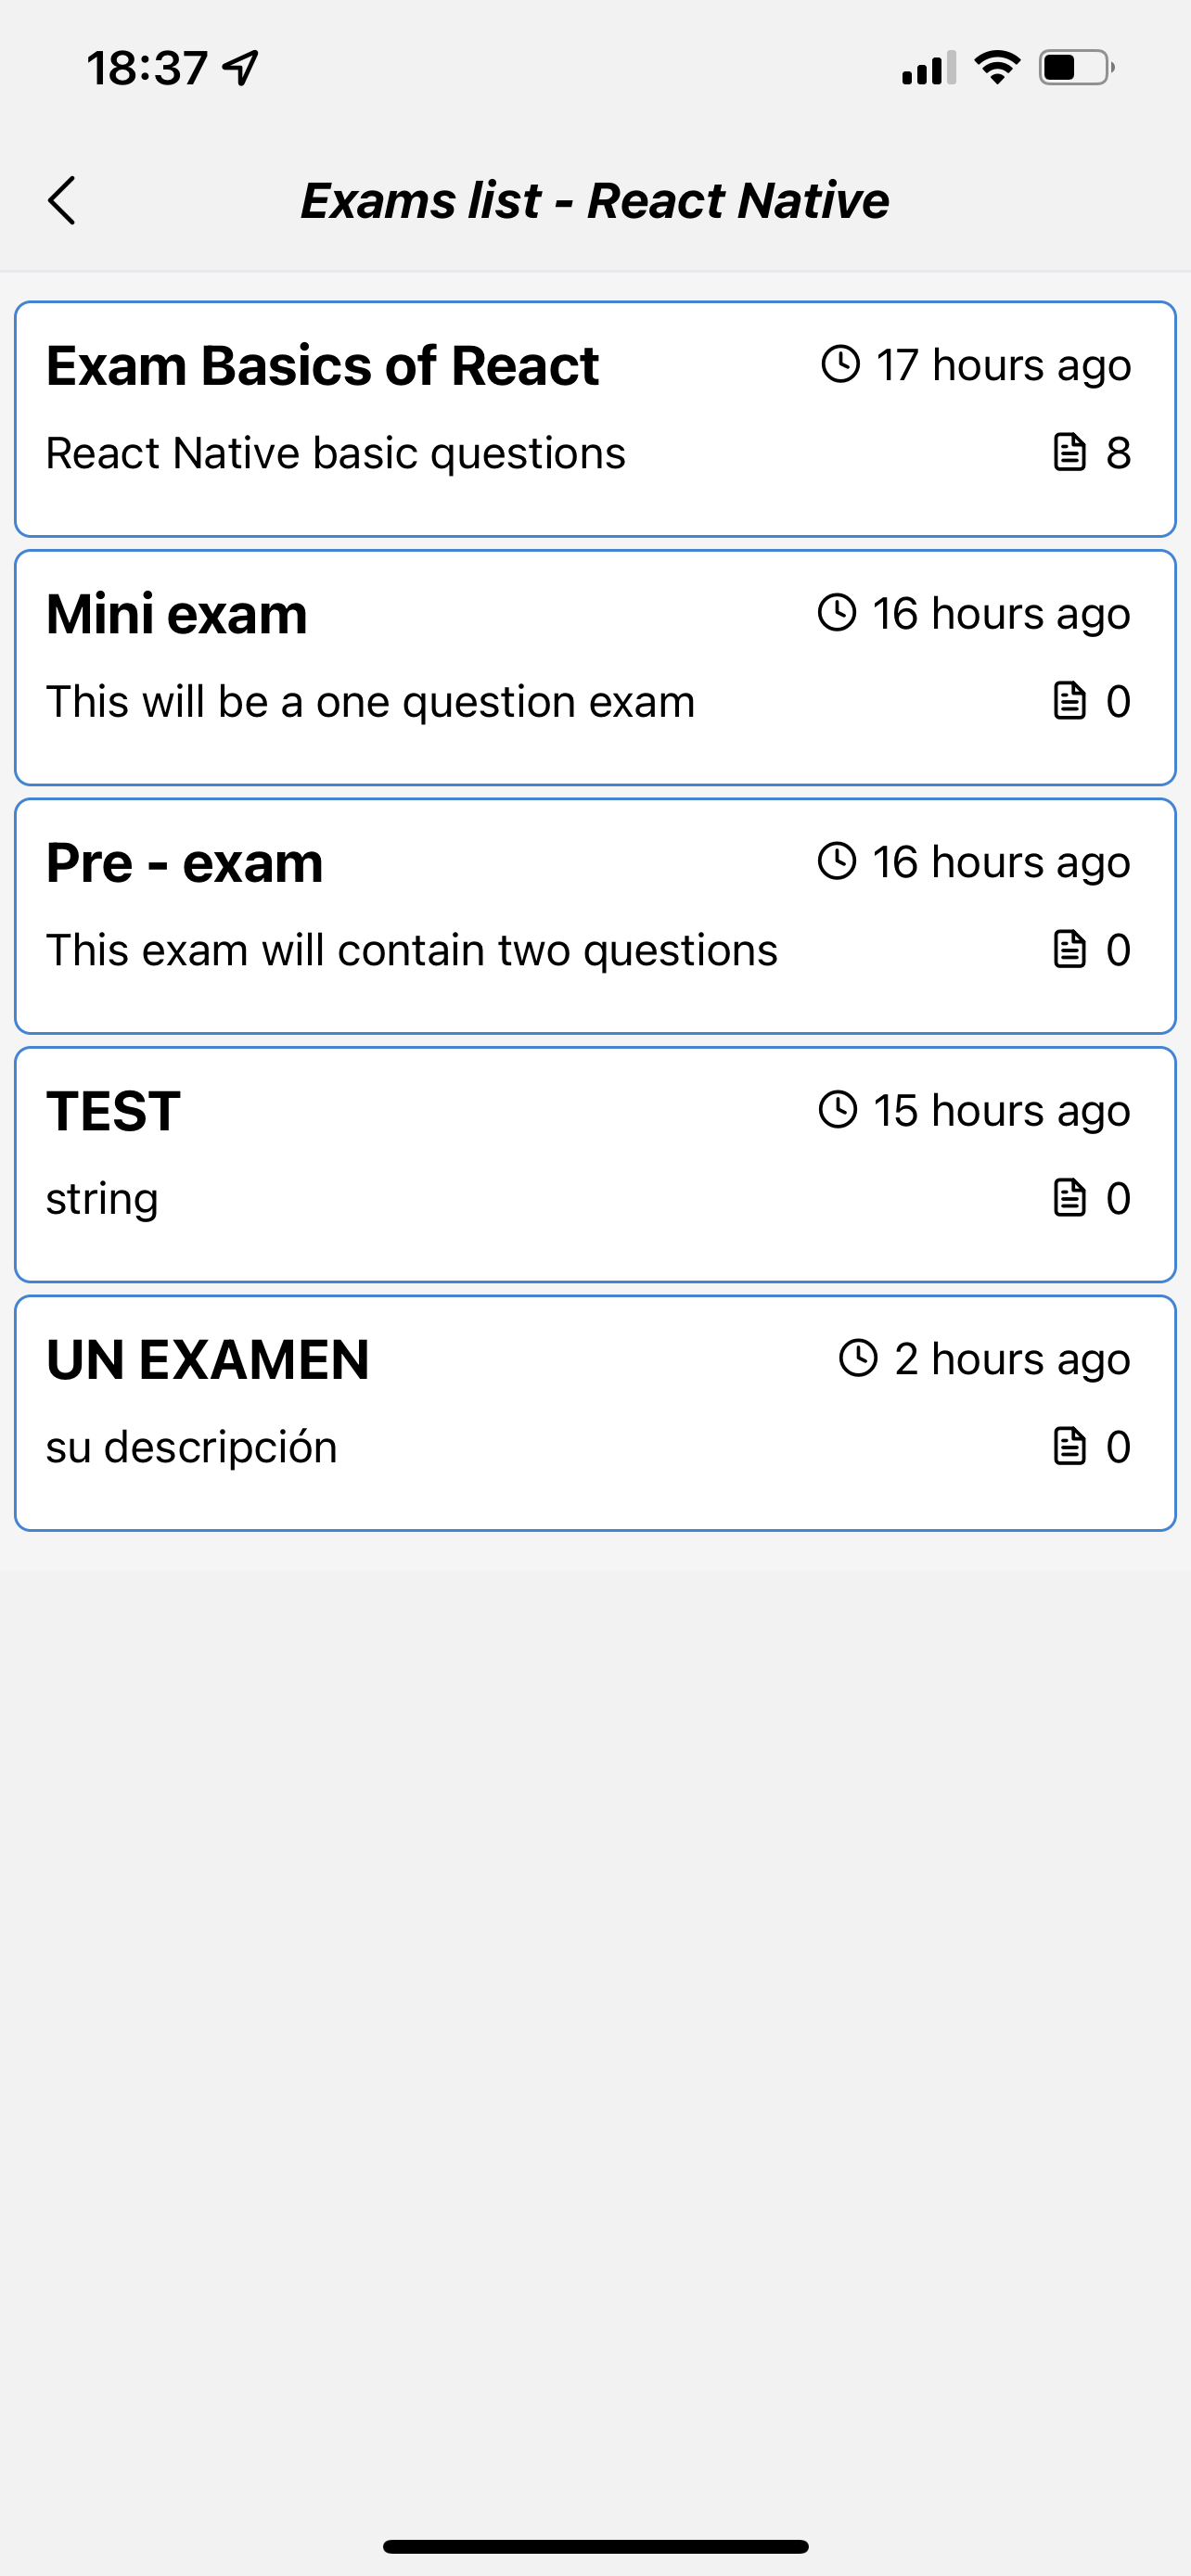 18:37
Exams list - React Native
Exam Basics of React 17 hours ago
React Native basic questions 8
Mini exam 16 hours ago
This will be a one question exam 0
Pre - exam 16 hours ago
This exam will contain two questions 0
TEST 15 hours ago
string 0
UN EXAMEN 2 hours ago
su descripción 0